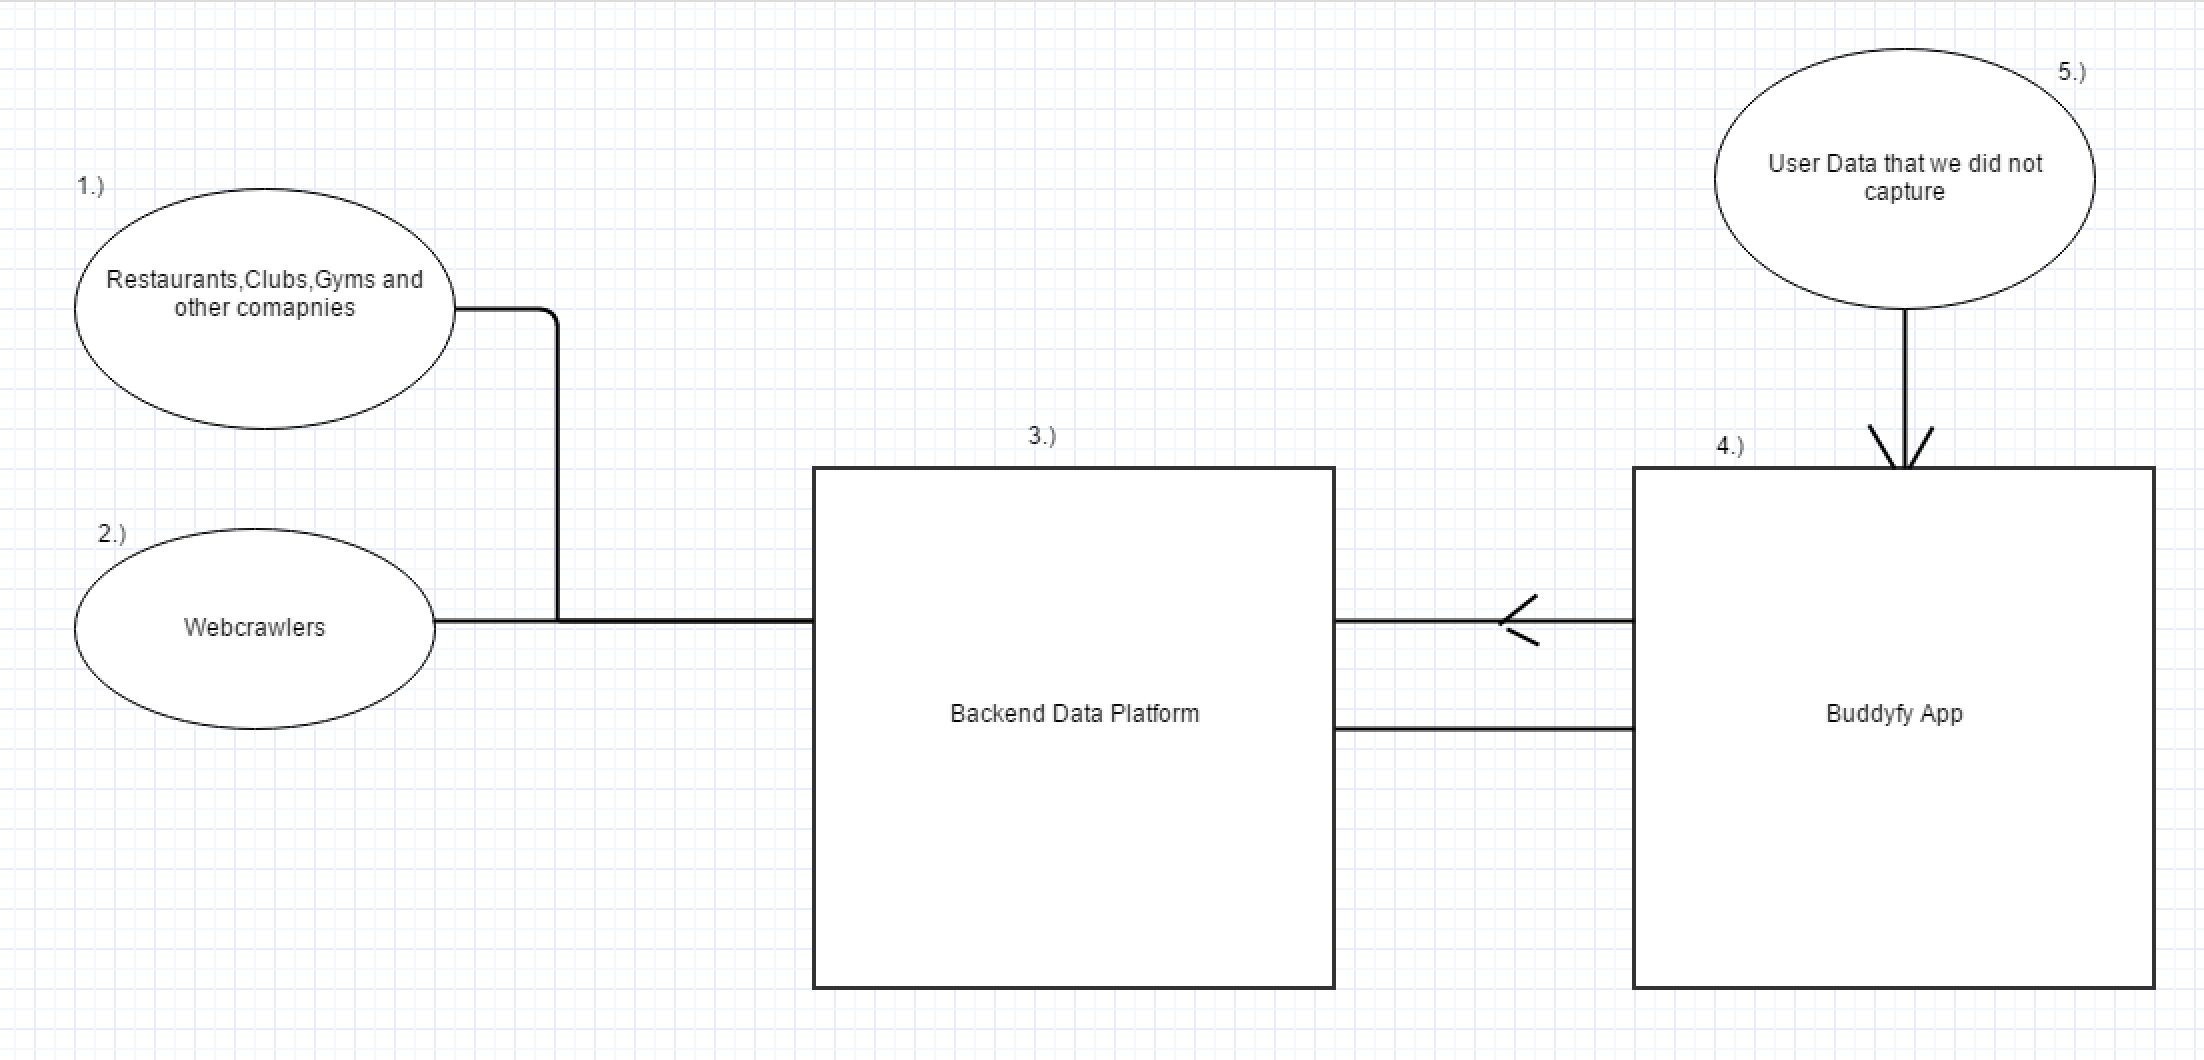 1.)
Restaurants,Clubs,Gyms and
other comapnies
2.)
Webcrawlers
3.)
Backend Data Platform
4.)
Buddyfy App
5.)
User Data that we did not
capture